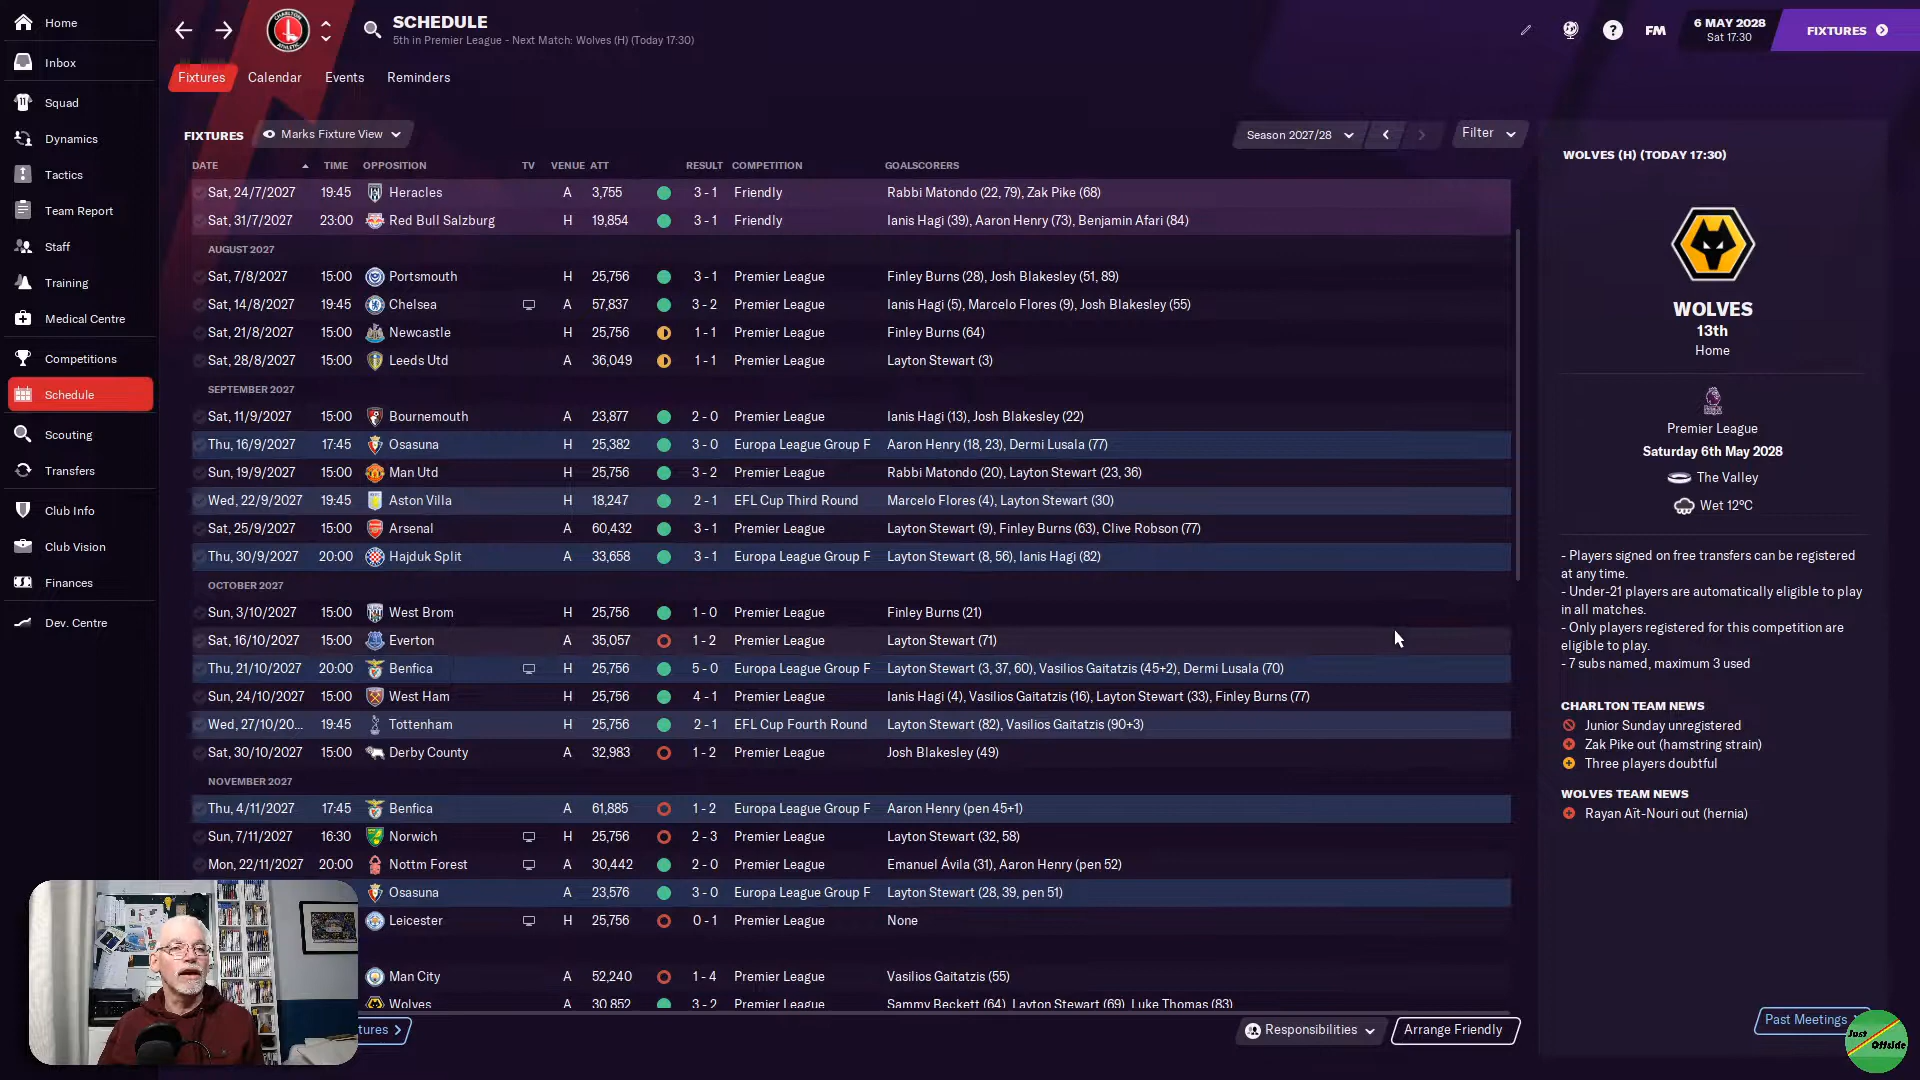 Home
Inbox
Squad
Dynamics
Tactics
Team Report
Staff
Training
Medical Centre
Competitions
Schedule
Scouting
Transfers
Club Info
Club Vision
Finances
Dev. Centre
SCHEDULE
5th in Premier League - Next Match: Wolves (H) (Today 17:30)
FM
6 MAY 2028
Sat 17:30
FIXTURES
Fixtures Calendar Events Reminders
FIXTURES Marks Fixture View Season 2027/28 Filter
DATE TIME OPPOSITION TV VENUE ATT RESULT COMPETITION GOALSCORERS
Sat, 24/7/2027 19:45 Heracles A 3,755 3 - 1 Friendly Rabbi Matondo (22, 79), Zak Pike (68)
Sat, 31/7/2027 23:00 Red Bull Salzburg H 19,854 3 - 1 Friendly Ianis Hagi (39), Aaron Henry (73), Benjamin Afari (84)
AUGUST 2027
Sat, 7/8/2027 15:00 Portsmouth H 25,756 3 - 1 Premier League Finley Burns (28), Josh Blakesley (51, 89)
Sat, 14/8/2027 19:45 Chelsea A 57,837 3 - 2 Premier League Ianis Hagi (5), Marcelo Flores (9), Josh Blakesley (55)
Sat, 21/8/2027 15:00 Newcastle H 25,756 1 - 1 Premier League Finley Burns (64)
Sat, 28/8/2027 15:00 Leeds Utd A 36,049 1 - 1 Premier League Layton Stewart (3)
SEPTEMBER 2027
Sat, 11/9/2027 15:00 Bournemouth A 23,877 2 - 0 Premier League Ianis Hagi (13), Josh Blakesley (22)
Thu, 16/9/2027 17:45 Osasuna H 25,382 3 - 0 Europa League Group F Aaron Henry (18, 23), Dermi Lusala (77)
Sun, 19/9/2027 15:00 Man Utd H 25,756 3 - 2 Premier League Rabbi Matondo (20), Layton Stewart (23, 36)
Wed, 22/9/2027 19:45 Aston Villa H 18,247 2 - 1 EFL Cup Third Round Marcelo Flores (4), Layton Stewart (30)
Sat, 25/9/2027 15:00 Arsenal A 60,432 3 - 1 Premier League Layton Stewart (9), Finley Burns (63), Clive Robson (77)
Thu, 30/9/2027 20:00 Hajduk Split A 33,658 3 - 1 Europa League Group F Layton Stewart (8, 56), Ianis Hagi (82)
OCTOBER 2027
Sun, 3/10/2027 15:00 West Brom H 25,756 1 - 0 Premier League Finley Burns (21)
Sat, 16/10/2027 15:00 Everton A 35,057 1 - 2 Premier League Layton Stewart (71)
Thu, 21/10/2027 20:00 Benfica H 25,756 5 - 0 Europa League Group F Layton Stewart (3, 37, 60), Vasilios Gaitatzis (45+2), Dermi Lusala (70)
Sun, 24/10/2027 15:00 West Ham H 25,756 4 - 1 Premier League Ianis Hagi (4), Vasilios Gaitatzis (16), Layton Stewart (33), Finley Burns (77)
Wed, 27/10/20... 19:45 Tottenham H 25,756 2 - 1 EFL Cup Fourth Round Layton Stewart (82), Vasilios Gaitatzis (90+3)
Sat, 30/10/2027 15:00 Derby County A 32,983 1 - 2 Premier League Josh Blakesley (49)
NOVEMBER 2027
Thu, 4/11/2027 17:45 Benfica A 61,885 1 - 2 Europa League Group F Aaron Henry (pen 45+1)
Sun, 7/11/2027 16:30 Norwich H 25,756 2 - 3 Premier League Layton Stewart (32, 58)
Mon, 22/11/2027 20:00 Nottm Forest A 30,442 2 - 0 Premier League Emanuel Ávila (31), Aaron Henry (pen 52)
Osasuna A 23,576 3 - 0 Europa League Group F Layton Stewart (28, 39, pen 51)
Leicester H 25,756 0 - 1 Premier League None
Man City A 52,240 1 - 4 Premier League Vasilios Gaitatzis (55)
Wolves A 30,852 3 - 2 Premier League Sammy Beckett (64), Layton Stewart (69), Luke Thomas (83)
tures
Responsibilities
Arrange Friendly
WOLVES (H) (TODAY 17:30)
WOLVES
13th
Home
Premier League
Saturday 6th May 2028
The Valley
Wet 12°C
- Players signed on free transfers can be registered
at any time.
- Under-21 players are automatically eligible to play
in all matches.
- Only players registered for this competition are
eligible to play.
- 7 subs named, maximum 3 used
CHARLTON TEAM NEWS
Junior Sunday unregistered
Zak Pike out (hamstring strain)
Three players doubtful
WOLVES TEAM NEWS
Rayan Aït-Nouri out (hernia)
Past Meetings
Just
Offside